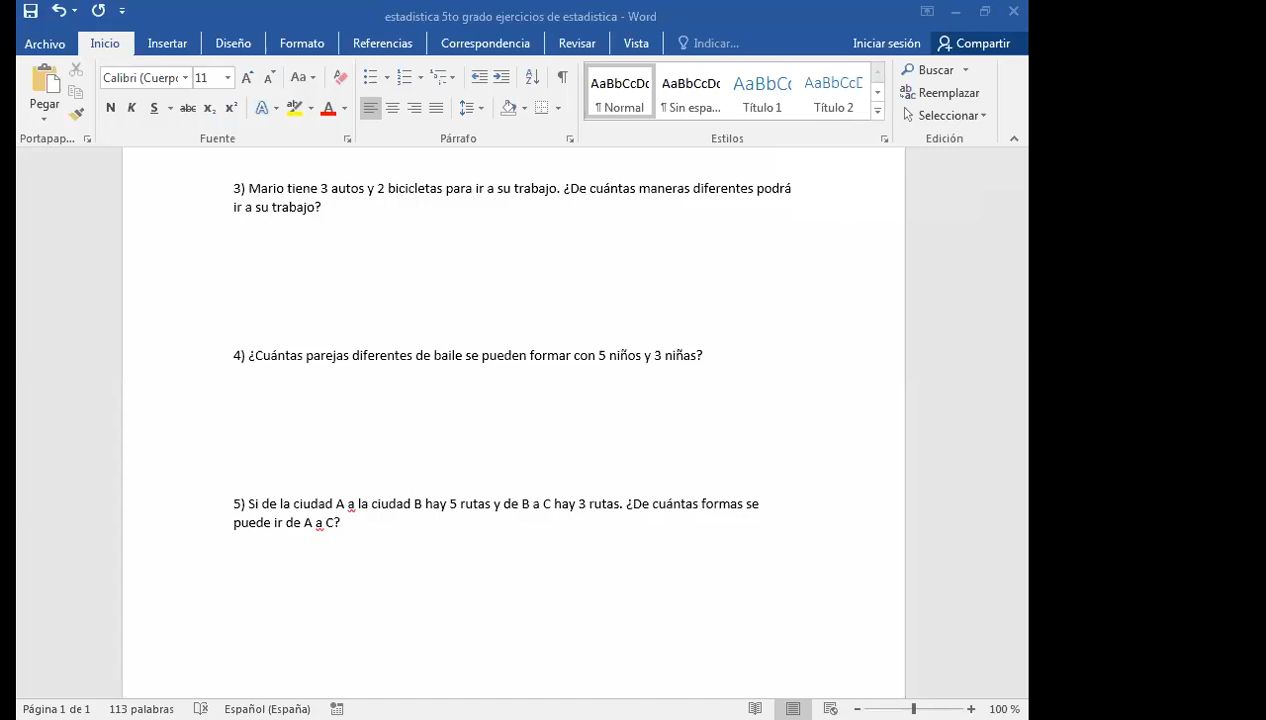 estadistica 5to grado ejercicios de estadistica - Word
Archivo Inicio Insertar Diseño Formato Referencias Correspondencia Revisar Vista Indicar... Iniciar sesión Compartir
Calibri (Cuerpo 11 Aa
AaBbCcDc AaBbCcDc AaBbCc AaBbCcD
Buscar
Reemplazar
Seleccionar
Pegar
N K S abc x₂ x² A A
¶ Normal ¶ Sin espa... Título 1 Título 2
Portapap... Fuente Párrafo Estilos Edición
3) Mario tiene 3 autos y 2 bicicletas para ir a su trabajo. ¿De cuántas maneras diferentes podrá
ir a su trabajo?
4) ¿Cuántas parejas diferentes de baile se pueden formar con 5 niños y 3 niñas?
5) Si de la ciudad A a la ciudad B hay 5 rutas y de B a C hay 3 rutas. ¿De cuántas formas se
puede ir de A a C?
Página 1 de 1 113 palabras Español (España) 100 %